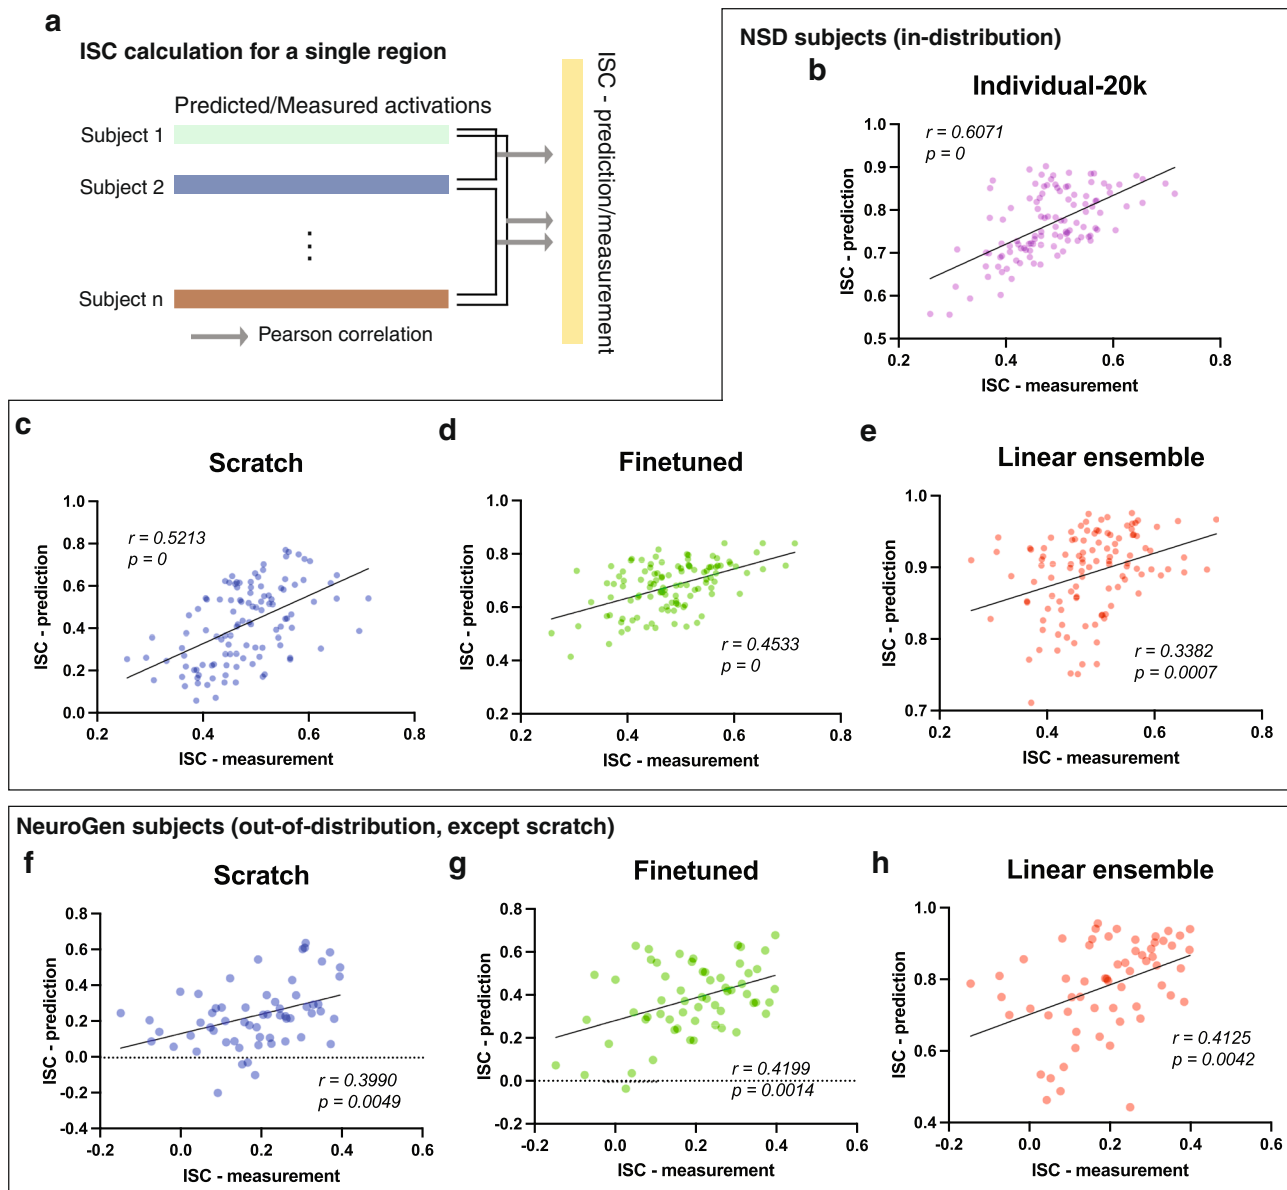 a
ISC calculation for a single region
Predicted/Measured activations
Subject 1
Subject 2
Subject n
Pearson correlation
ISC - prediction/measurement
NSD subjects (in-distribution)
b
Individual-20k
r = 0.6071
p = 0
1.0
0.9
0.8
0.7
0.6
0.5
ISC - prediction
0.2
0.4
0.6
0.8
ISC - measurement
c
Scratch
r = 0.5213
p = 0
1.0
0.8
0.6
0.4
0.2
0.0
ISC - prediction
0.2
0.4
0.6
0.8
ISC - measurement
d
Finetuned
1.0
0.8
0.6
0.4
0.2
ISC - prediction
r = 0.4533
p = 0
0.2
0.4
0.6
0.8
ISC - measurement
e
Linear ensemble
1.0
0.9
0.8
0.7
ISC - prediction
r = 0.3382
p = 0.0007
0.2
0.4
0.6
0.8
ISC - measurement
NeuroGen subjects (out-of-distribution, except scratch)
f
Scratch
0.8
0.6
0.4
0.2
0.0
-0.2
-0.4
ISC - prediction
r = 0.3990
p = 0.0049
-0.2
0.0
0.2
0.4
0.6
ISC - measurement
g
Finetuned
0.8
0.6
0.4
0.2
0.0
-0.2
ISC - prediction
r = 0.4199
p = 0.0014
-0.2
0.0
0.2
0.4
0.6
ISC - measurement
h
Linear ensemble
1.0
0.8
0.6
0.4
ISC - prediction
r = 0.4125
p = 0.0042
-0.2
0.0
0.2
0.4
0.6
ISC - measurement